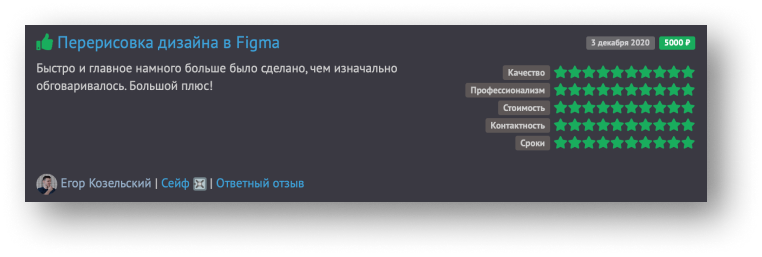 Перерисовка дизайна в Figma
3 декабря 2020 5000 ₽
Быстро и главное намного больше было сделано, чем изначально
обговаривалось. Большой плюс!
Качество
Профессионализм
Стоимость
Контактность
Сроки
Егор Козельский | Сейф | Ответный отзыв